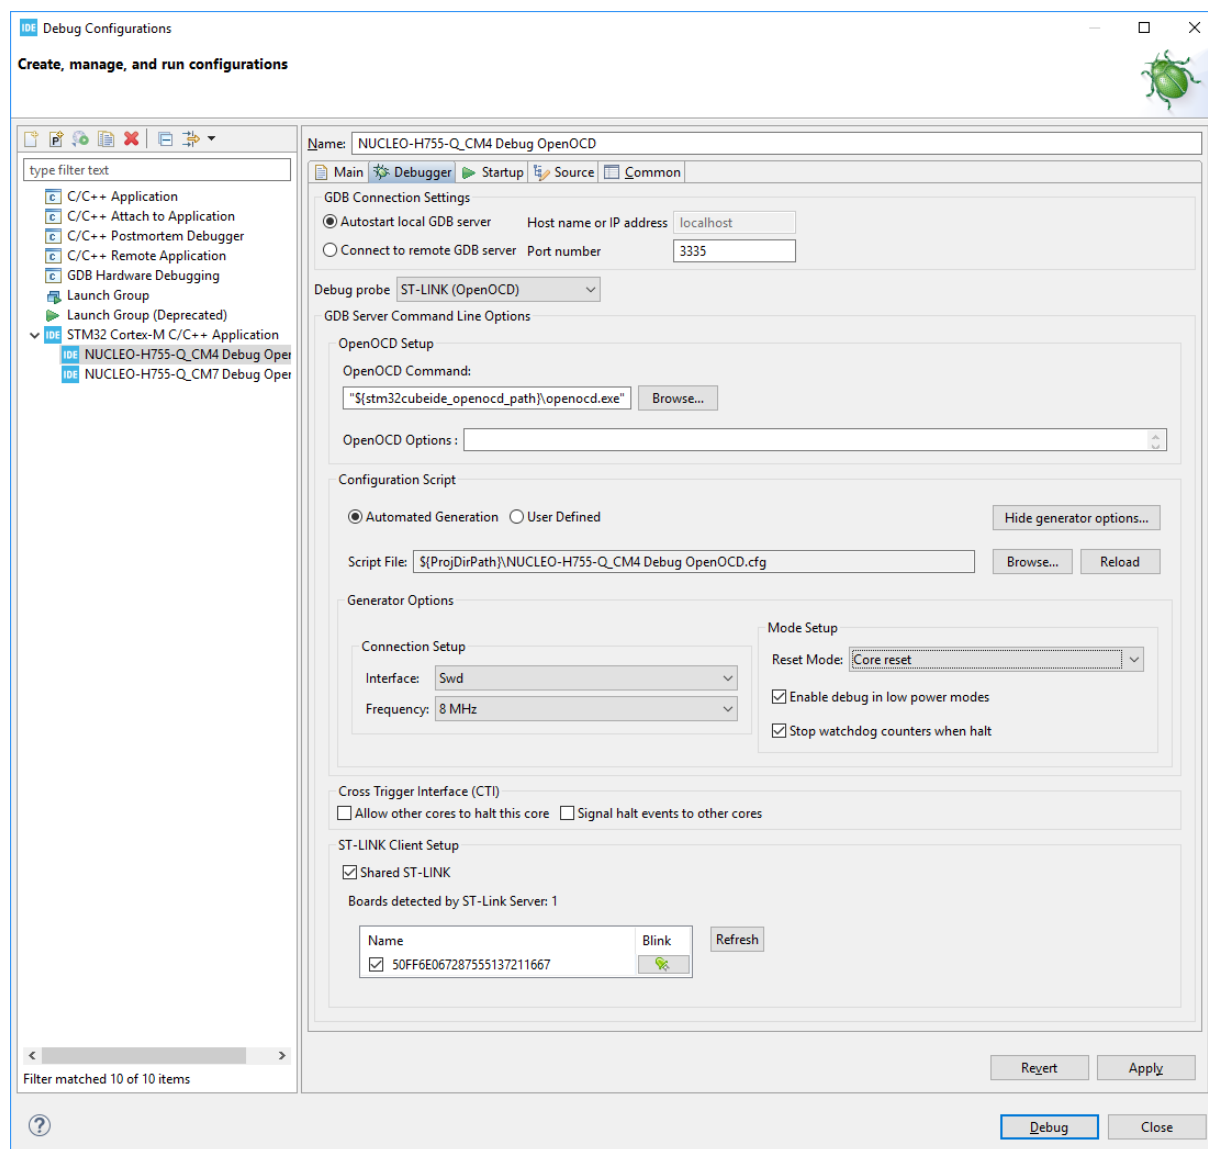 IDE Debug Configurations
Create, manage, and run configurations
type filter text
C/C++ Application
C/C++ Attach to Application
C/C++ Postmortem Debugger
C/C++ Remote Application
GDB Hardware Debugging
Launch Group
Launch Group (Deprecated)
IDE STM32 Cortex-M C/C++ Application
IDE NUCLEO-H755-Q_CM4 Debug Oper
IDE NUCLEO-H755-Q_CM7 Debug Oper
Filter matched 10 of 10 items
Name: NUCLEO-H755-Q_CM4 Debug OpenOCD
Main Debugger Startup Source Common
GDB Connection Settings
Autostart local GDB server Host name or IP address localhost
Connect to remote GDB server Port number 3335
Debug probe ST-LINK (OpenOCD)
GDB Server Command Line Options
OpenOCD Setup
OpenOCD Command:
"${stm32cubeide_openocd_path}\openocd.exe" Browse...
OpenOCD Options :
Configuration Script
Automated Generation User Defined Hide generator options...
Script File: ${ProjDirPath}\NUCLEO-H755-Q_CM4 Debug OpenOCD.cfg Browse... Reload
Generator Options
Connection Setup
Interface: Swd
Frequency: 8 MHz
Mode Setup
Reset Mode: Core reset
Enable debug in low power modes
Stop watchdog counters when halt
Cross Trigger Interface (CTI)
Allow other cores to halt this core Signal halt events to other cores
ST-LINK Client Setup
Shared ST-LINK
Boards detected by ST-Link Server: 1
Name Blink Refresh
50FF6E067287555137211667
Revert Apply
Debug Close